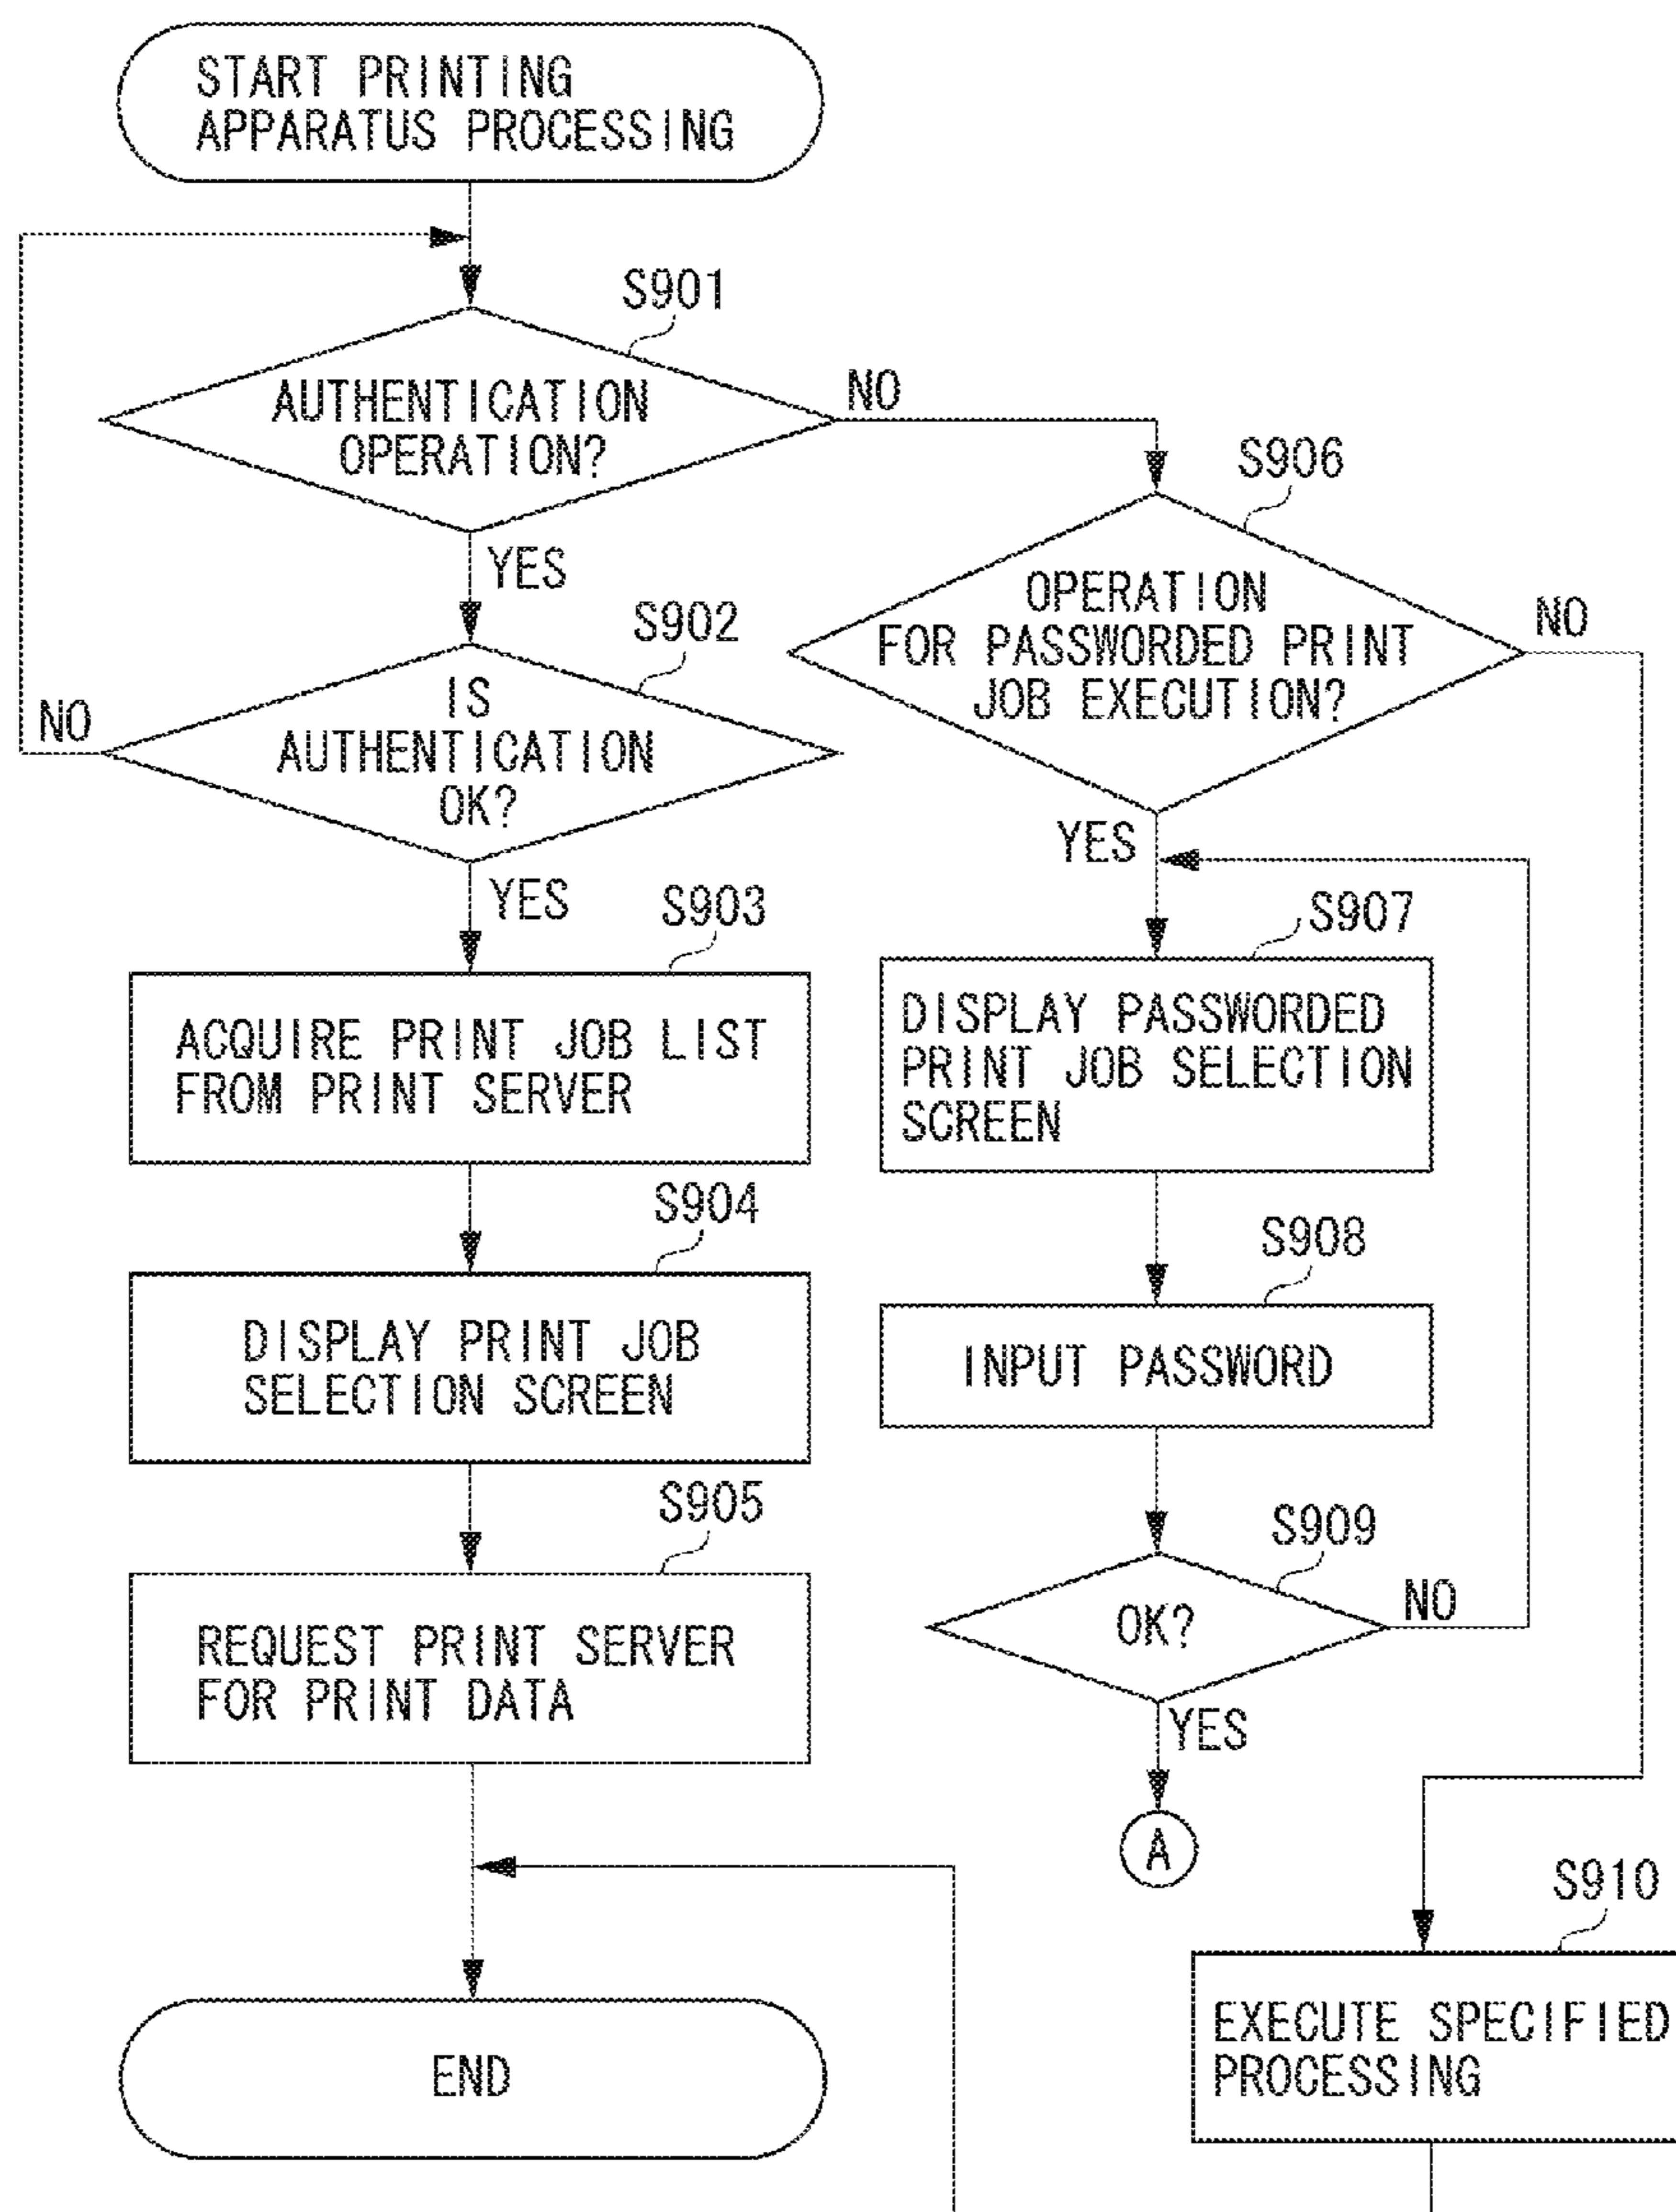 START PRINTING
APPARATUS PROCESSING
S901
AUTHENTICATION
OPERATION?
NO
YES
S902
IS
AUTHENTICATION
OK?
NO
YES
S903
ACQUIRE PRINT JOB LIST
FROM PRINT SERVER
S904
DISPLAY PRINT JOB
SELECTION SCREEN
S905
REQUEST PRINT SERVER
FOR PRINT DATA
END
S906
OPERATION
FOR PASSWORDED PRINT
JOB EXECUTION?
NO
YES
S907
DISPLAY PASSWORDED
PRINT JOB SELECTION
SCREEN
S908
INPUT PASSWORD
S909
OK?
NO
YES
A
S910
EXECUTE SPECIFIED
PROCESSING